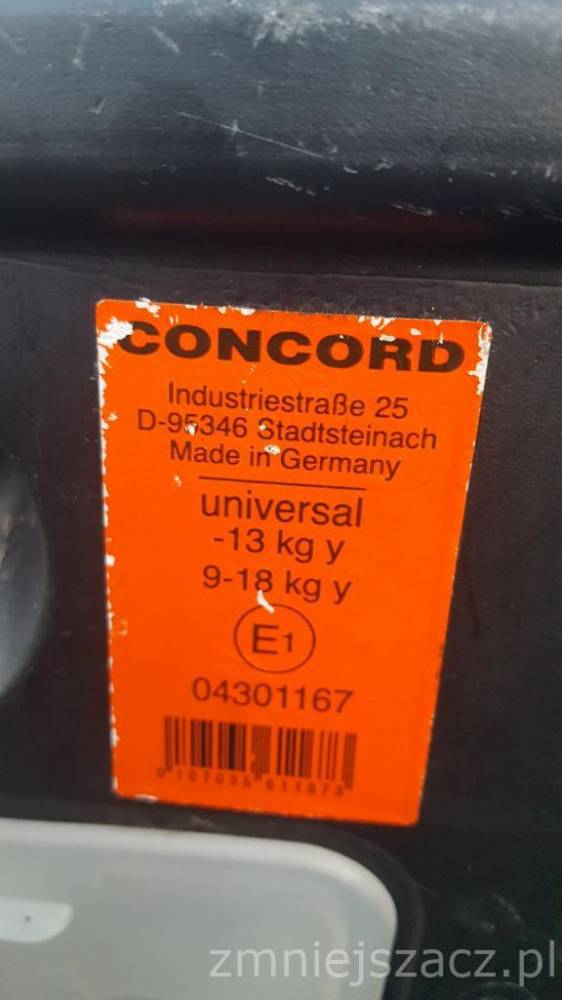 CONCORD
Industriestraße 25
D-95346 Stadtsteinach
Made in Germany
universal
-13 kg y
9-18 kg y
E1
04301167
zmniejszacz.pl